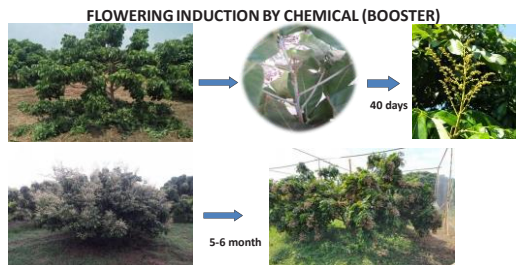 FLOWERING INDUCTION BY CHEMICAL (BOOSTER)
40 days
5-6 month